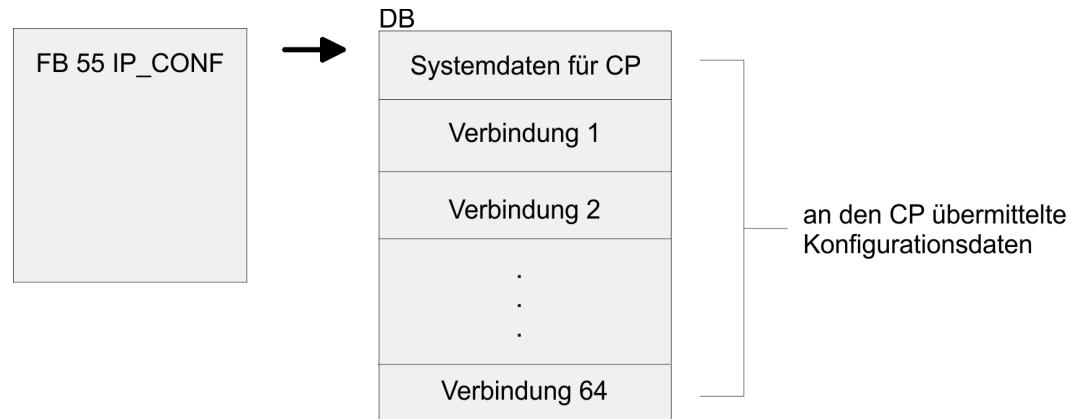 FB 55 IP_CONF
DB
Systemdaten für CP
Verbindung 1
Verbindung 2
.
.
.
Verbindung 64
an den CP übermittelte
Konfigurationsdaten